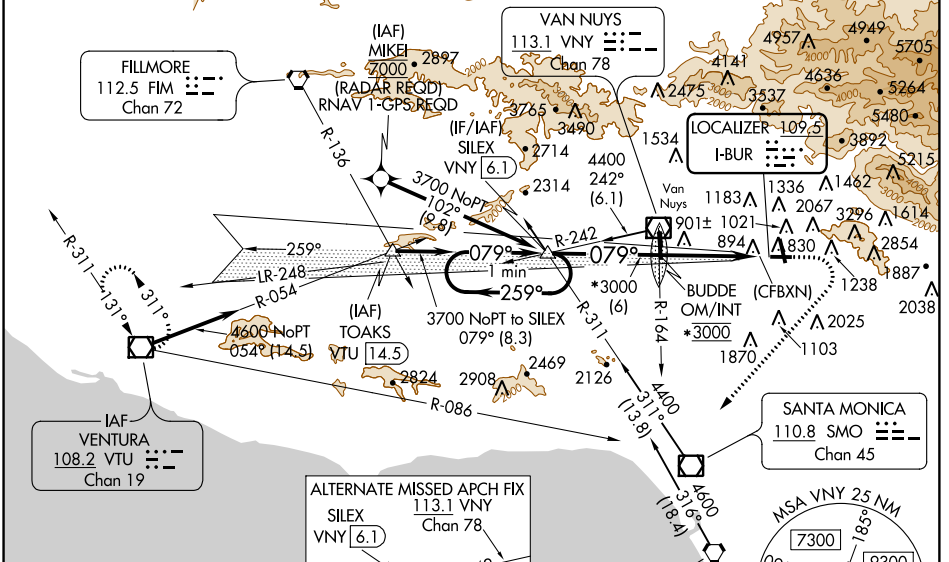 FILLMORE
112.5 FIM
Chan 72
(IAF)
MIKEI
7000
(RADAR REQD)
RNAV 1-GPS REQD
2897
VAN NUYS
113.1 VNY
Chan 78
4957
4949
5705
4141
4636
5264
2475
3537
5480
3765
3490
3892
LOCALIZER 109.5
I-BUR
5215
1534
(IF/IAF)
SILEX
VNY 6.1
2714
2314
4400
242°
(6.1)
R-136
3700 NoPT
102°
(9.8)
Van
Nuys
1183
1336
1462
2067
3296
1614
901±
1021
894
830
2854
1887
1238
2038
R-242
259°
079°
079°
1 min
259°
LR-248
R-054
R-311
131°
311°
*3000
(6)
BUDDE
OM/INT
*3000
(CFBXN)
R-164
R-311
(IAF)
TOAKS
VTU 14.5
3700 NoPT to SILEX
079° (8.3)
4600 NoPT
054° (14.5)
2025
1103
1870
2824
2908
2469
2126
R-086
4400
311°
(13.8)
IAF
VENTURA
108.2 VTU
Chan 19
SANTA MONICA
110.8 SMO
Chan 45
4600
316°
(18.4)
ALTERNATE MISSED APCH FIX
SILEX
VNY 6.1
113.1 VNY
Chan 78
MSA VNY 25 NM
7300
185°